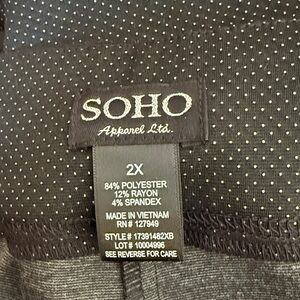 SOHO
Apparel Ltd.
2X
84% POLYESTER
12% RAYON
4% SPANDEX
MADE IN VIETNAM
RN # 127949
STYLE # 17391482XB
LOT # 10004996
SEE REVERSE FOR CARE